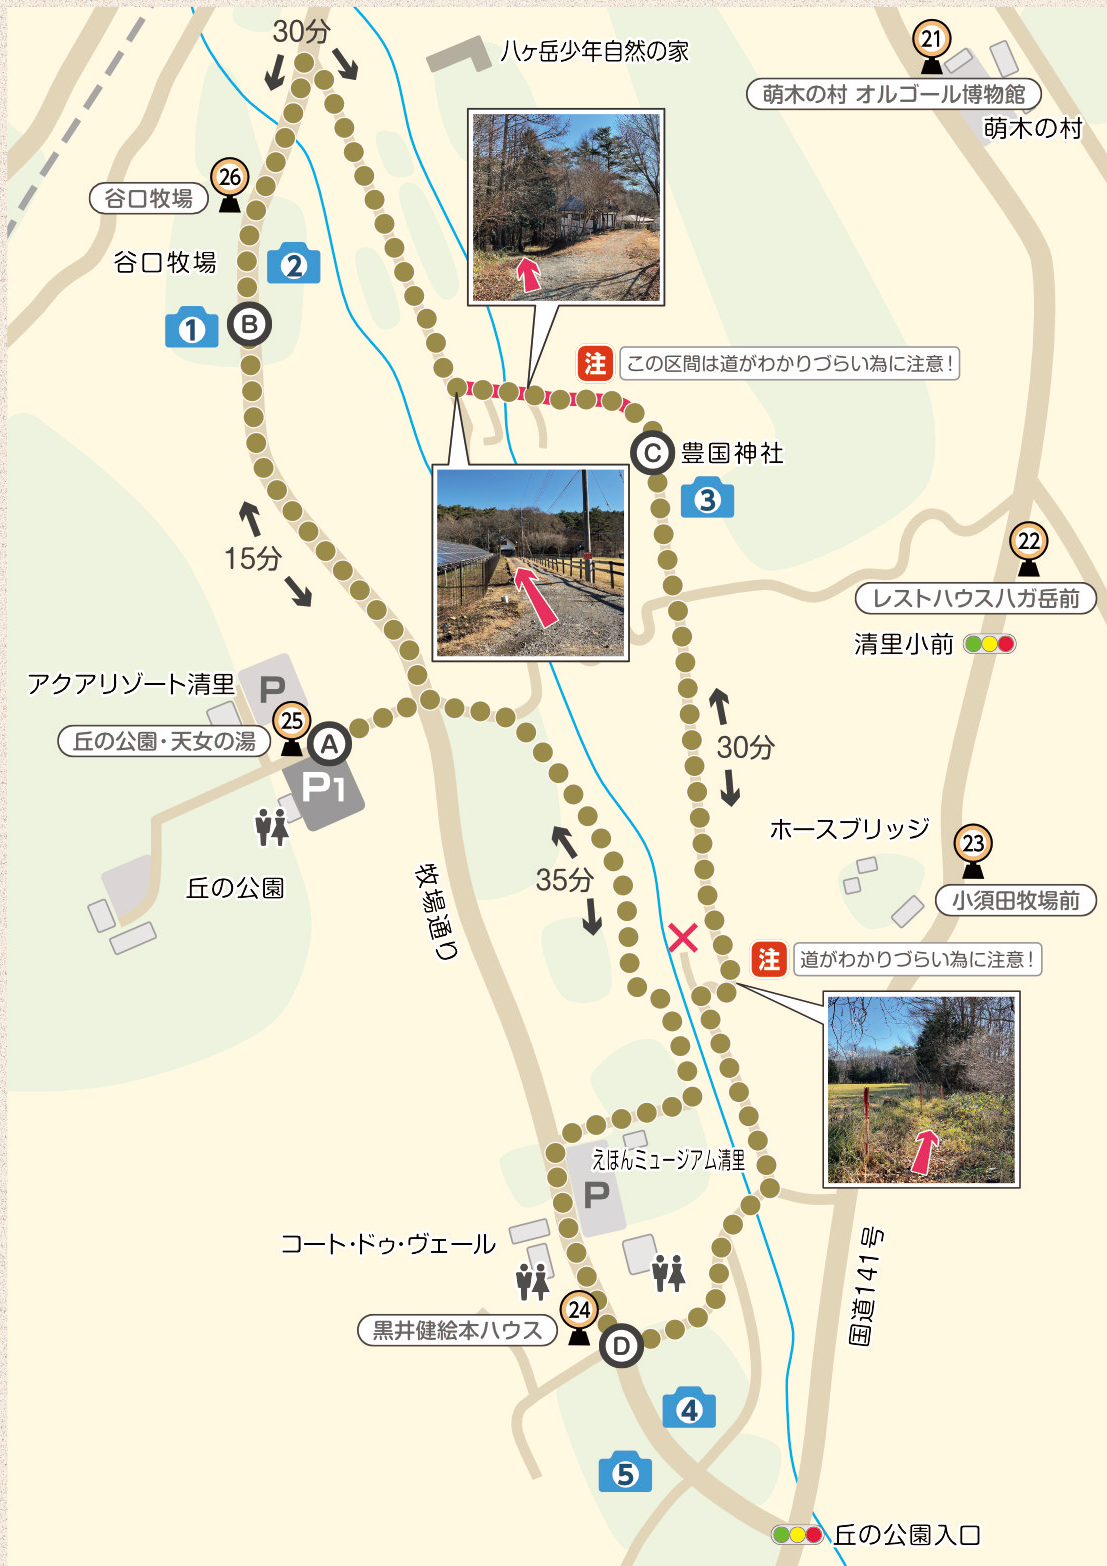 30分
八ヶ岳少年自然の家
21
萌木の村 オルゴール博物館
萌木の村
26
谷口牧場
谷口牧場
2
1
B
注
この区間は道がわかりづらい為に注意!
C
豊国神社
3
15分
22
レストハウス八ガ岳前
清里小前
アクアリゾート清里
P
25
丘の公園・天女の湯
A
P1
30分
ホースブリッジ
23
小須田牧場前
丘の公園
牧場通り
35分
注
道がわかりづらい為に注意!
えほんミュージアム清里
P
コート・ドゥ・ヴェール
国道141号
24
黒井健絵本ハウス
D
4
5
丘の公園入口